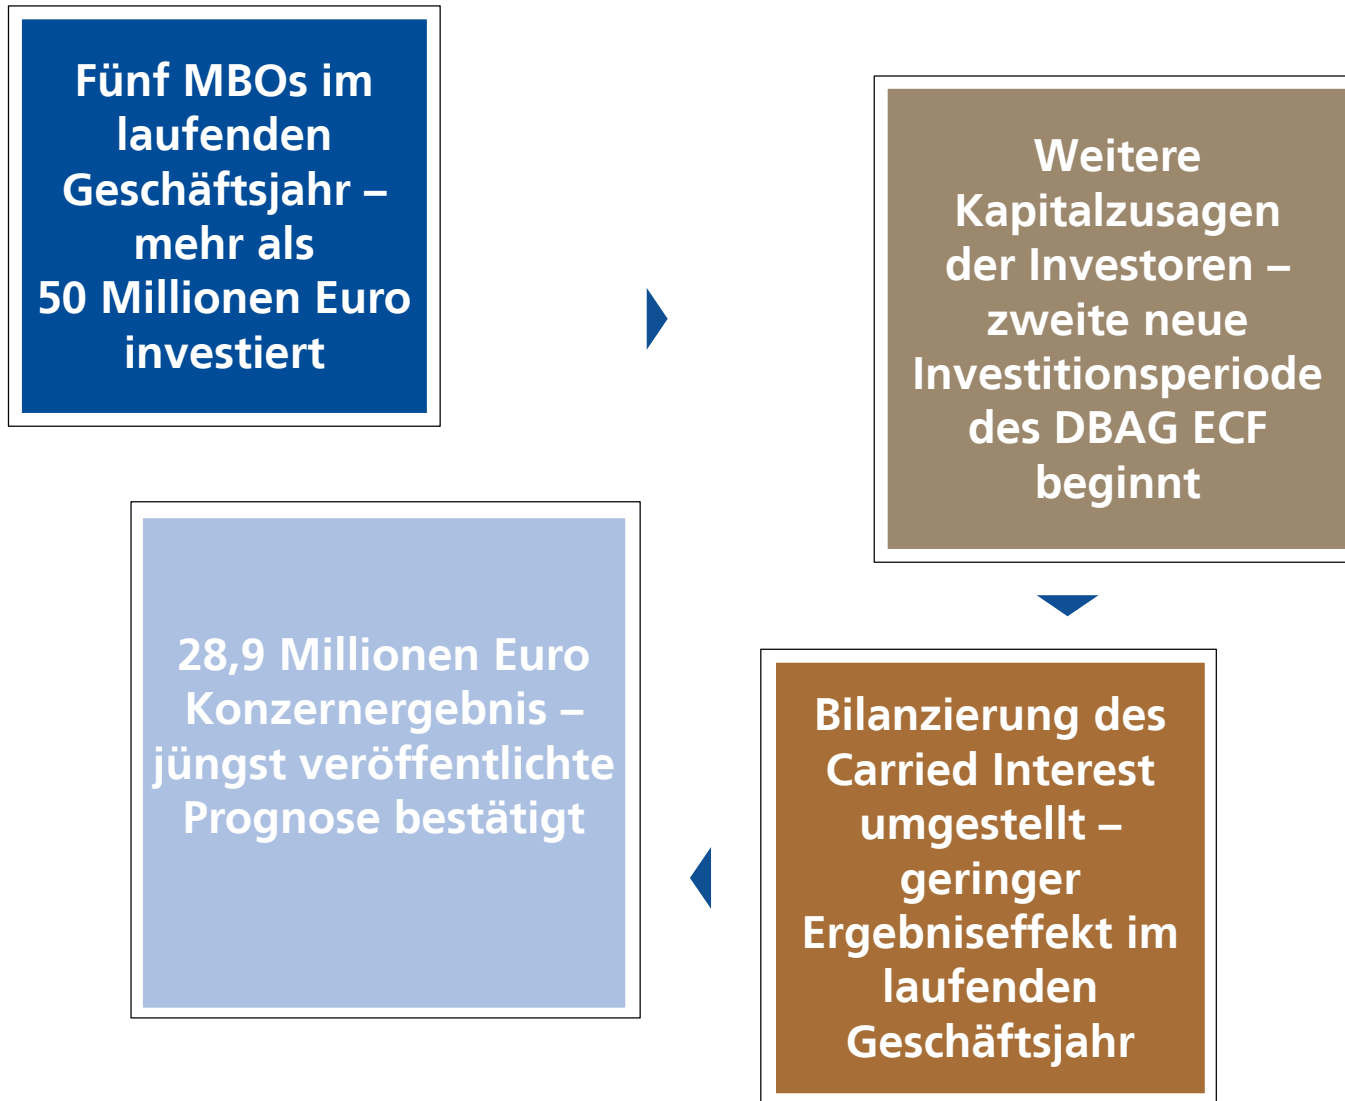 Fünf MBOs im
laufenden
Geschäftsjahr –
mehr als
50 Millionen Euro
investiert
Weitere
Kapitalzusagen
der Investoren –
zweite neue
Investitionsperiode
des DBAG ECF
beginnt
Bilanzierung des
Carried Interest
umgestellt –
geringer
Ergebniseffekt im
laufenden
Geschäftsjahr
28,9 Millionen Euro
Konzernergebnis –
jüngst veröffentlichte
Prognose bestätigt